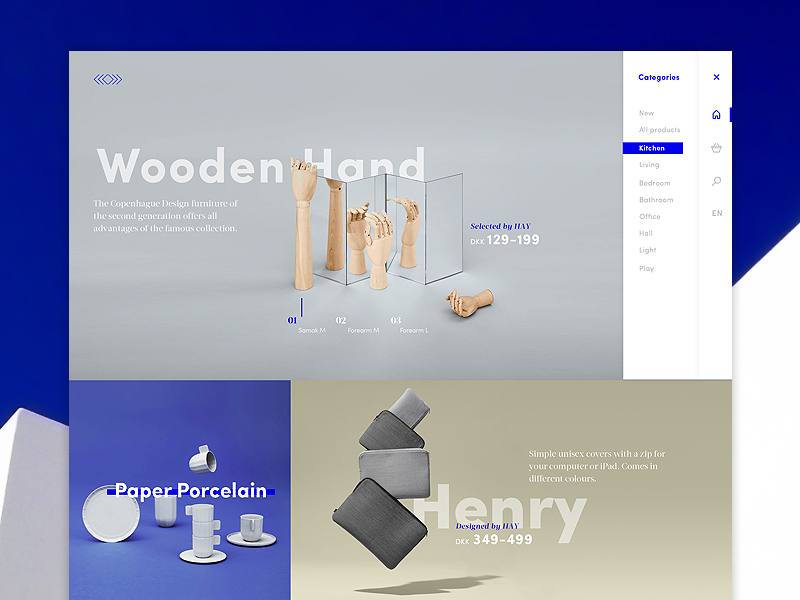 Categories
New
All products
Kitchen
Living
Bedroom
Bathroom
Office
Hall
Light
Play
EN
Wooden Hand
The Copenhague Design furniture of
the second generation offers all
advantages of the famous collection.
Selected by HAY
DKK 129-199
01
Samak M
02
Forearm M
03
Forearm L
Paper Porcelain
Simple unisex covers with a zip for
your computer or iPad. Comes in
different colours.
Henry
Designed by HAY
DKK 349-499